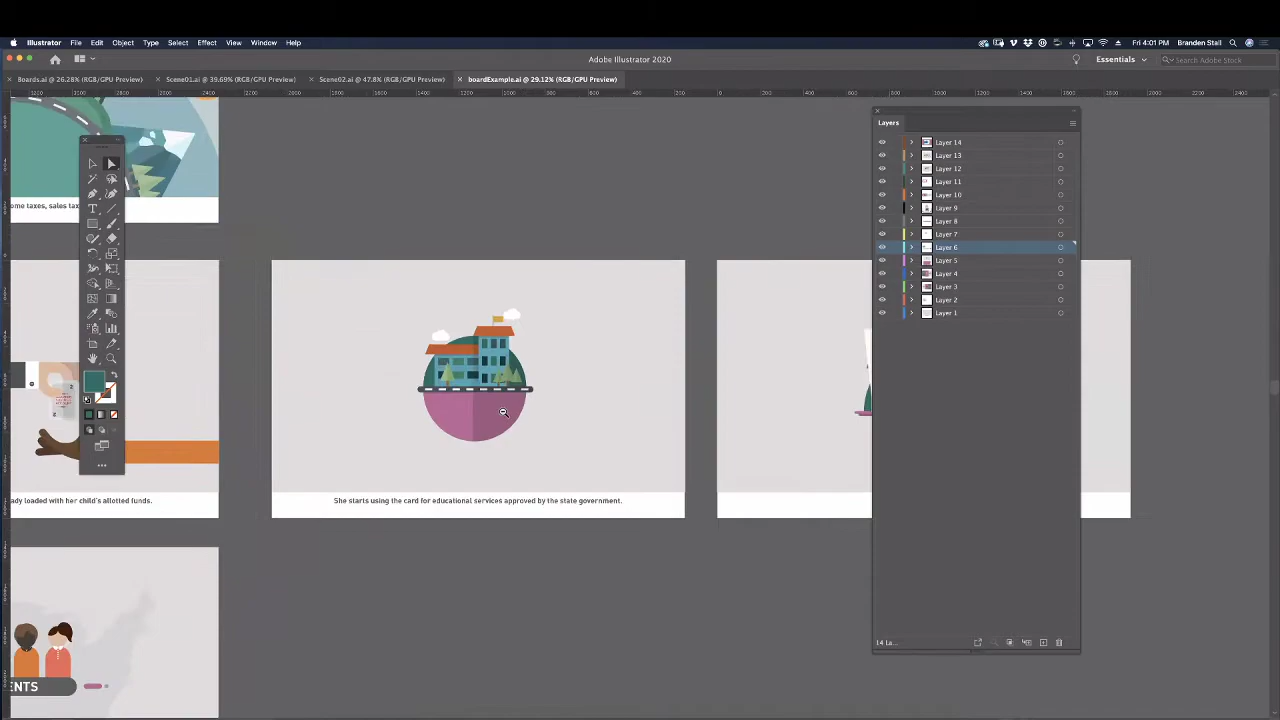 Illustrator File Edit Object Type Select Effect View Window Help
Fri 4:01 PM Branden Stall
Adobe Illustrator 2020
Essentials
Search Adobe Stock
Boards.ai @ 26.28% (RGB/GPU Preview)
Scene01.ai @ 39.69% (RGB/GPU Preview)
Scene02.ai @ 47.8% (RGB/GPU Preview)
boardExample.ai @ 29.12% (RGB/GPU Preview)
Layers
Layer 14
Layer 13
Layer 12
Layer 11
Layer 10
Layer 9
Layer 8
Layer 7
Layer 6
Layer 5
Layer 4
Layer 3
Layer 2
Layer 1
14 La...
ome taxes, sales tax
She starts using the card for educational services approved by the state government.
ady loaded with her child's allotted funds.
ENTS